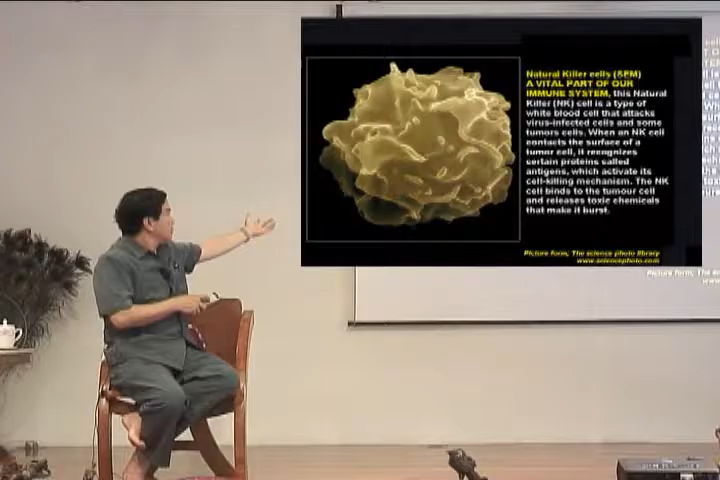 Natural Killer cells (SEM)
A VITAL PART OF OUR
IMMUNE SYSTEM, this Natural
Killer (NK) cell is a type of
white blood cell that attacks
virus-infected cells and some
tumors cells. When an NK cell
contacts the surface of a
tumor cell, it recognizes
certain proteins called
antigens, which activate its
cell-killing mechanism. The NK
cell binds to the tumour cell
and releases toxic chemicals
that make it burst.
Picture form; The science photo library
www.sciencephoto.com
Picture form; The sc